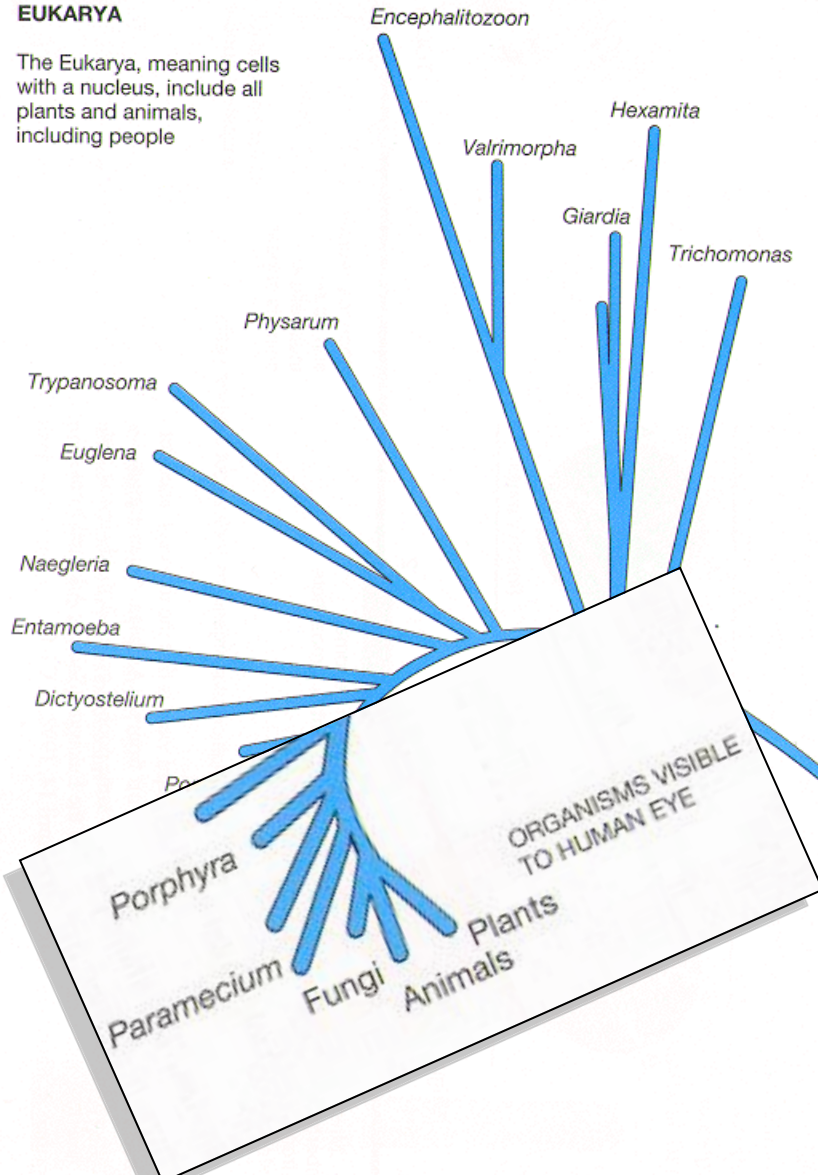 EUKARYA
The Eukarya, meaning cells
with a nucleus, include all
plants and animals,
including people
Encephalitozoon
Hexamita
Valrimorpha
Giardia
Trichomonas
Physarum
Trypanosoma
Euglena
Naegleria
Entamoeba
Dictyostelium
ORGANISMS VISIBLE
TO HUMAN EYE
Porphyra
Plants
Paramecium
Fungi
Animals